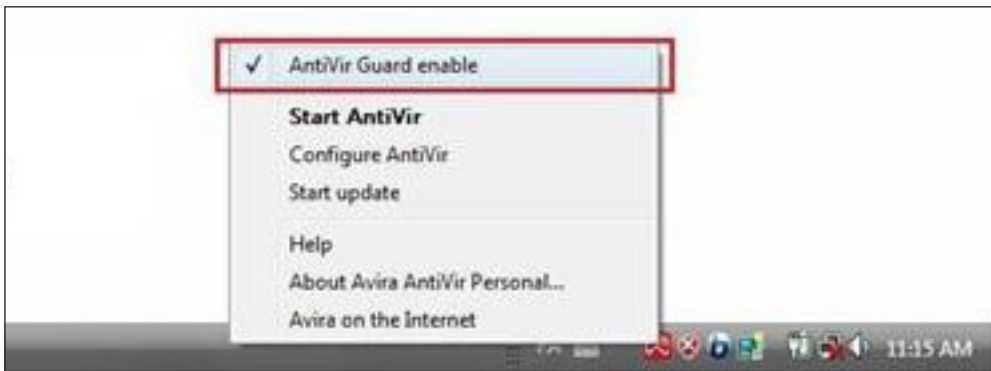 AntiVir Guard enable
Start AntiVir
Configure AntiVir
Start update
Help
About Avira AntiVir Personal...
Avira on the Internet
11:15 AM